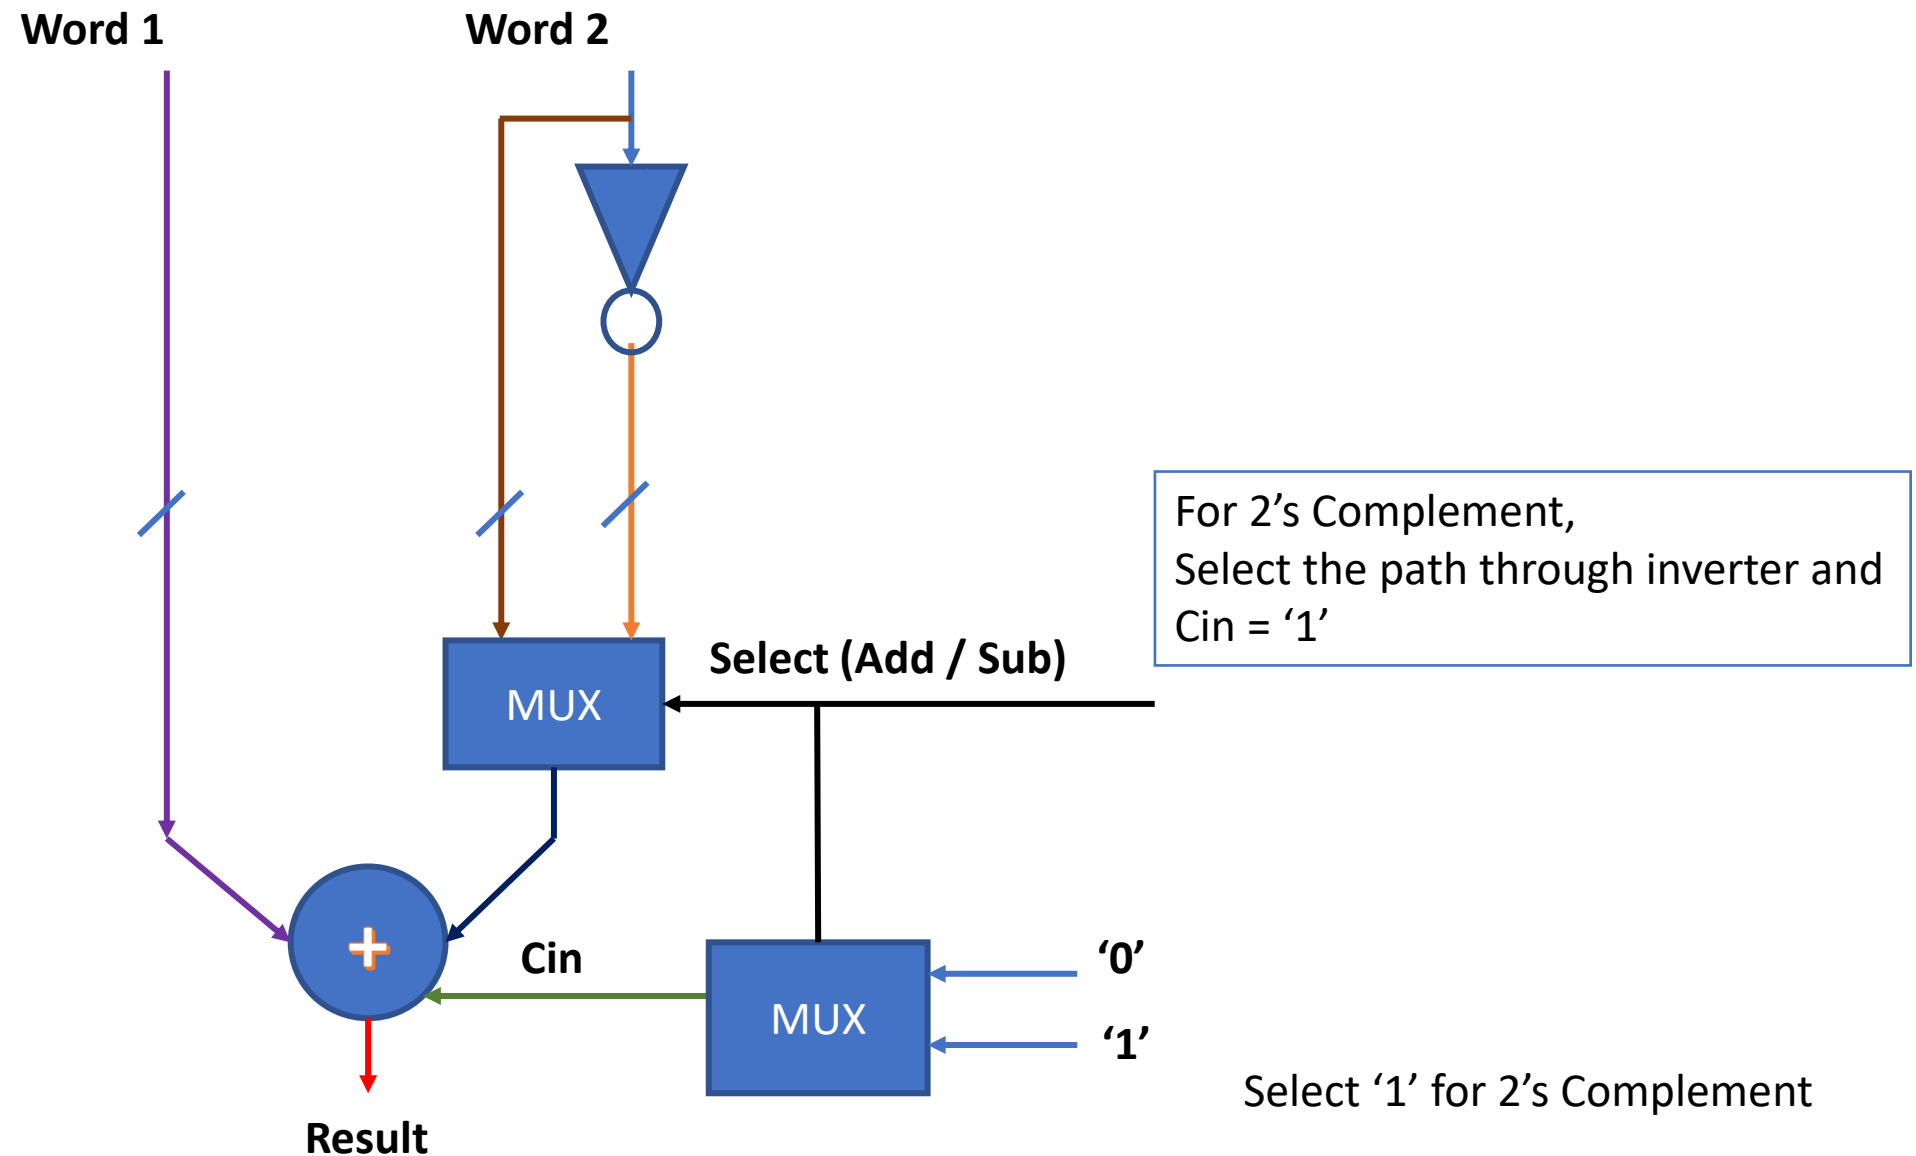 Word 1
Word 2
For 2’s Complement,
Select the path through inverter and
Cin = ‘1’
Select (Add / Sub)
MUX
+
Cin
‘0’
MUX
‘1’
Select ‘1’ for 2’s Complement
Result